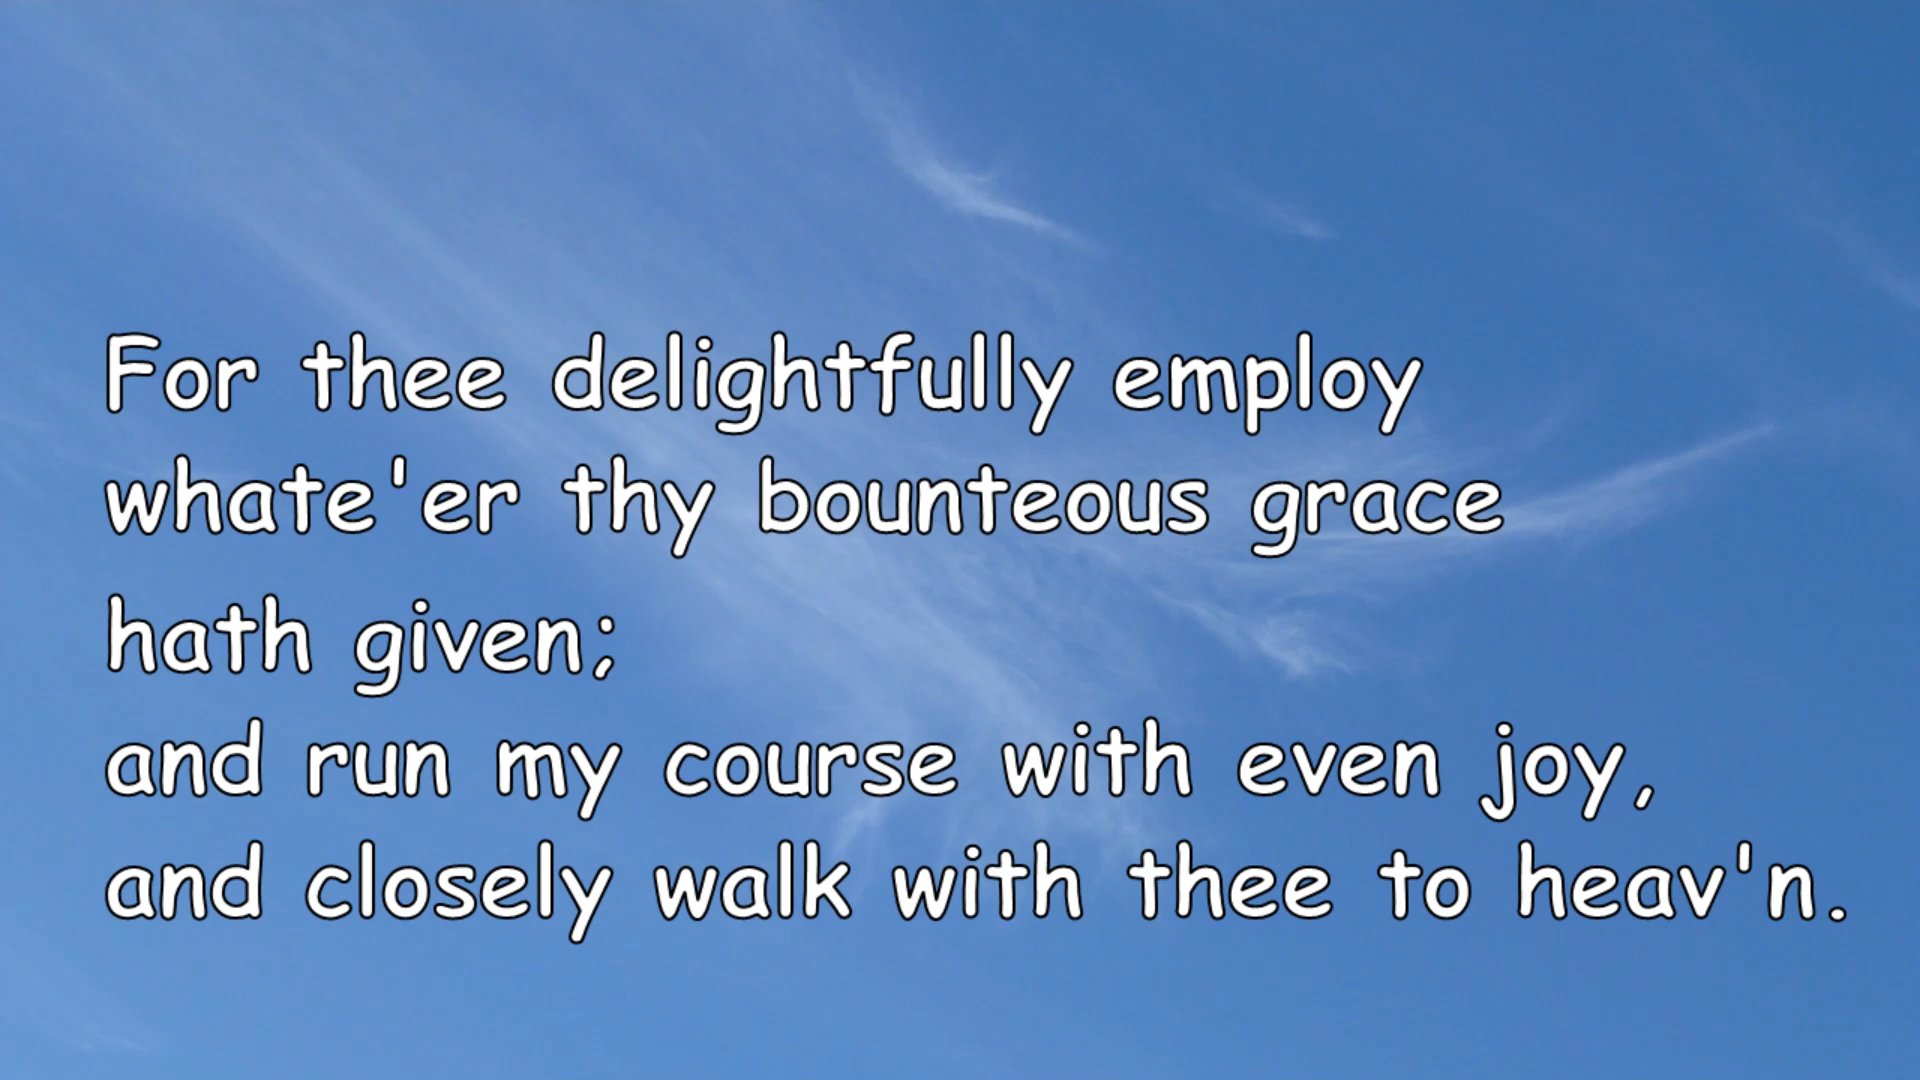 For thee delightfully employ
whate'er thy bounteous grace
hath given;
and run my course with even joy,
and closely walk with thee to heav'n.